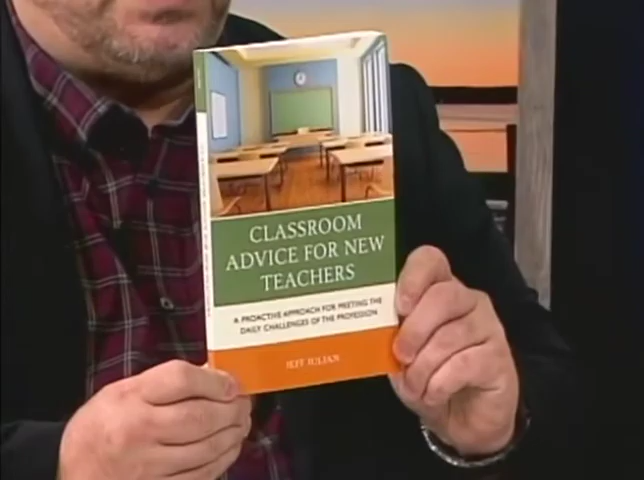 CLASSROOM
ADVICE FOR NEW
TEACHERS
A PROACTIVE APPROACH FOR MEETING THE
DAILY CHALLENGES OF THE PROFESSION
JEFF JULIAN